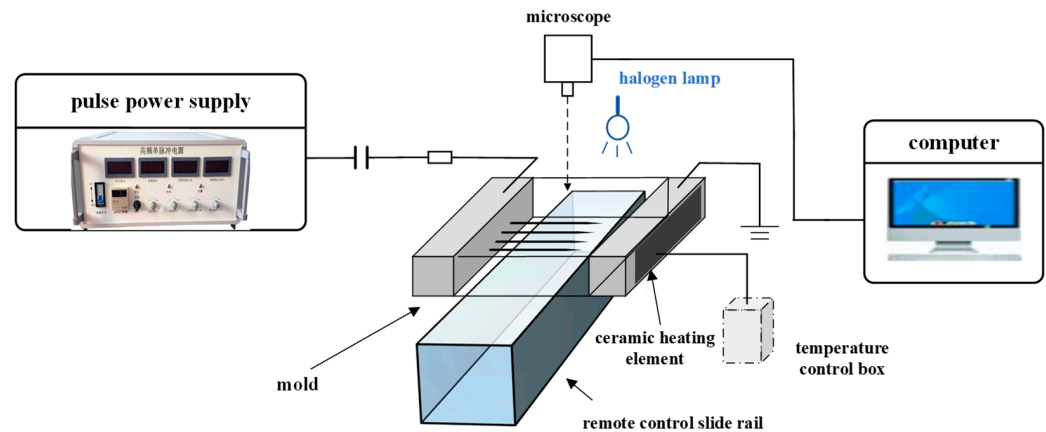 microscope
halogen lamp
pulse power supply
高频单脉冲电源
computer
ceramic heating
element
temperature
control box
mold
remote control slide rail